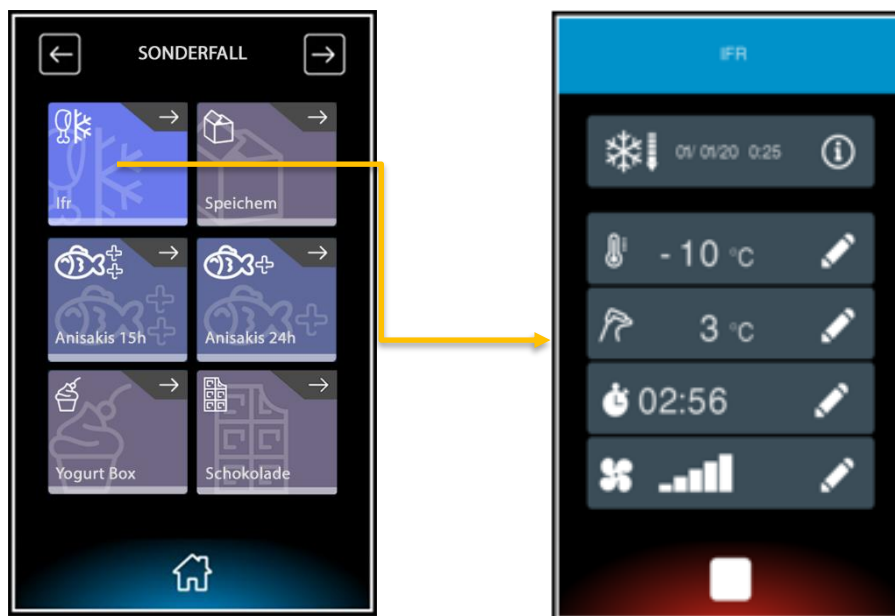 SONDERFALL
Ifr
Speichem
Anisakis 15h
Anisakis 24h
Yogurt Box
Schokolade
IFR
01/ 01/20 0:25
- 10 °C
3 °C
02:56